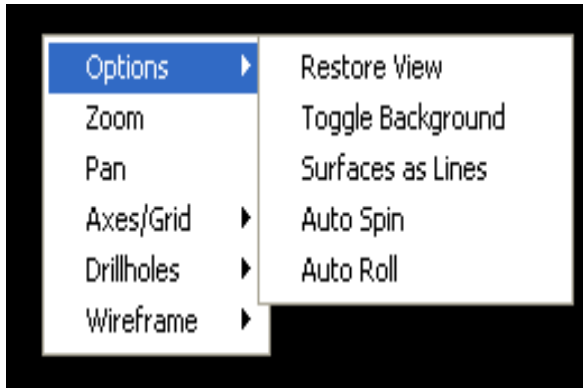 Options
Zoom
Pan
Axes/Grid
Drillholes
Wireframe
Restore View
Toggle Background
Surfaces as Lines
Auto Spin
Auto Roll